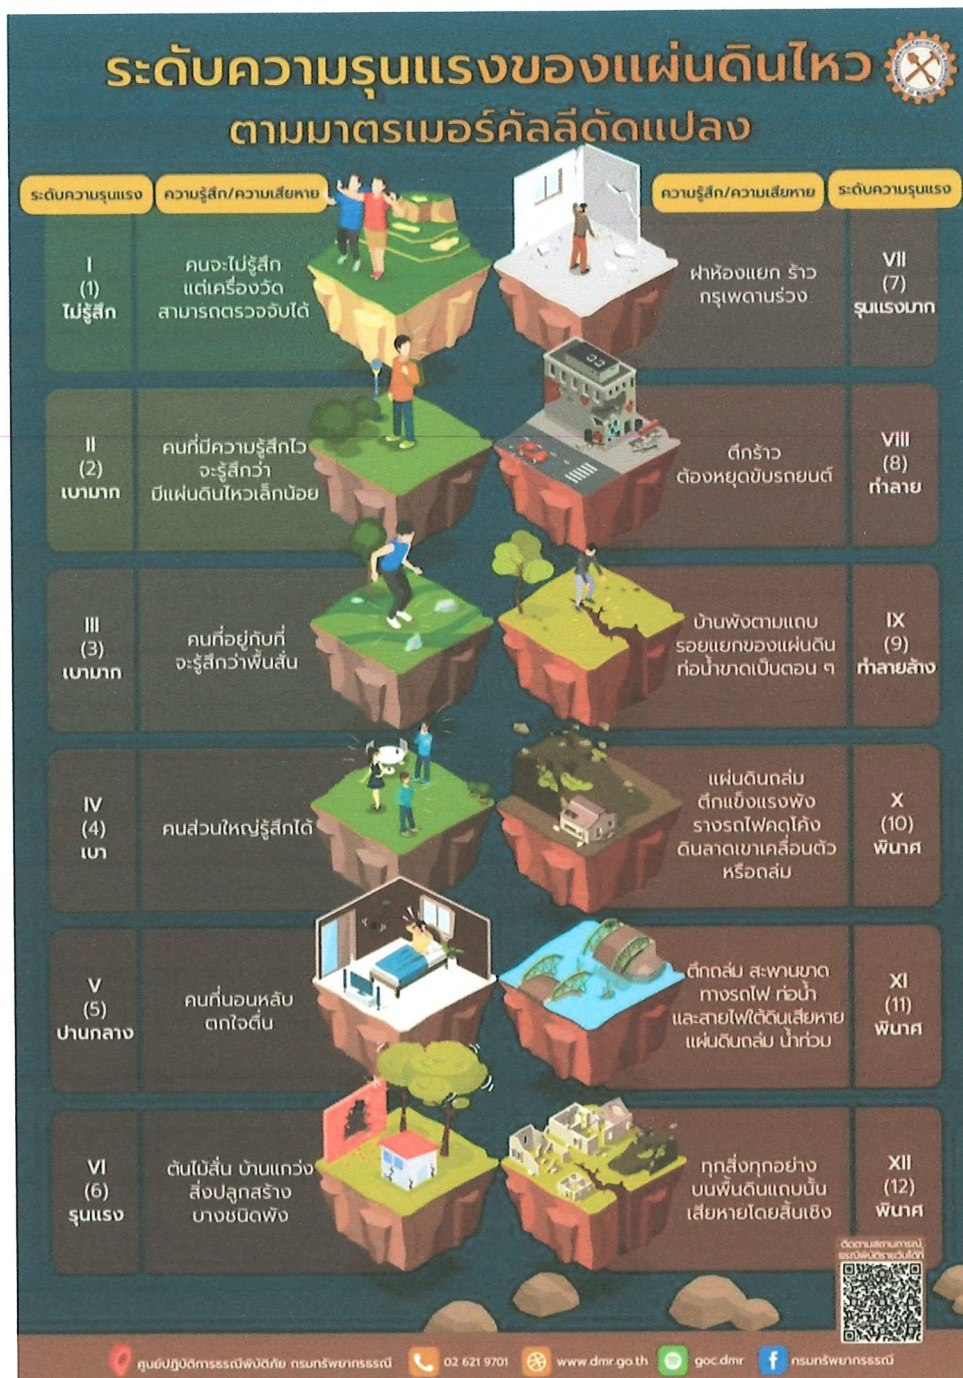 ระดับความรุนแรงของแผ่นดินไหว
ตามมาตรเมอร์คัลลีดัดแปลง
ระดับความรุนแรง
ความรู้สึก/ความเสียหาย
I
(1)
ไม่รู้สึก
คนจะไม่รู้สึก
แต่เครื่องวัด
สามารถตรวจจับได้
II
(2)
เบามาก
คนที่มีความรู้สึกไว
จะรู้สึกว่า
มีแผ่นดินไหวเล็กน้อย
III
(3)
เบามาก
คนที่อยู่กับที่
จะรู้สึกว่าพื้นสั่น
IV
(4)
เบา
คนส่วนใหญ่รู้สึกได้
V
(5)
ปานกลาง
คนที่นอนหลับ
ตกใจตื่น
VI
(6)
รุนแรง
ต้นไม้สั่น บ้านแกว่ง
สิ่งปลูกสร้าง
บางชนิดพัง
ความรู้สึก/ความเสียหาย
ระดับความรุนแรง
ฝาห้องแยก ร้าว
กรุเพดานร่วง
VII
(7)
รุนแรงมาก
ตึกร้าว
ต้องหยุดขับรถยนต์
VIII
(8)
ทำลาย
บ้านพังตามแถบ
รอยแยกของแผ่นดิน
ท่อน้ำขาดเป็นตอน ๆ
IX
(9)
ทำลายล้าง
แผ่นดินถล่ม
ตึกแข็งแรงพัง
รางรถไฟคดโค้ง
ดินลาดเขาเคลื่อนตัว
หรือถล่ม
X
(10)
พินาศ
ตึกถล่ม สะพานขาด
ทางรถไฟ ท่อน้ำ
และสายไฟใต้ดินเสียหาย
แผ่นดินถล่ม น้ำท่วม
XI
(11)
พินาศ
ทุกสิ่งทุกอย่าง
บนพื้นดินแถบนั้น
เสียหายโดยสิ้นเชิง
XII
(12)
พินาศ
ติดตามสถานการณ์
ธรณีพิบัติรายวันได้ที่
ศูนย์ปฏิบัติการธรณีพิบัติภัย กรมทรัพยากรธรณี
02 621 9701
www.dmr.go.th
goc.dmr
กรมทรัพยากรธรณี